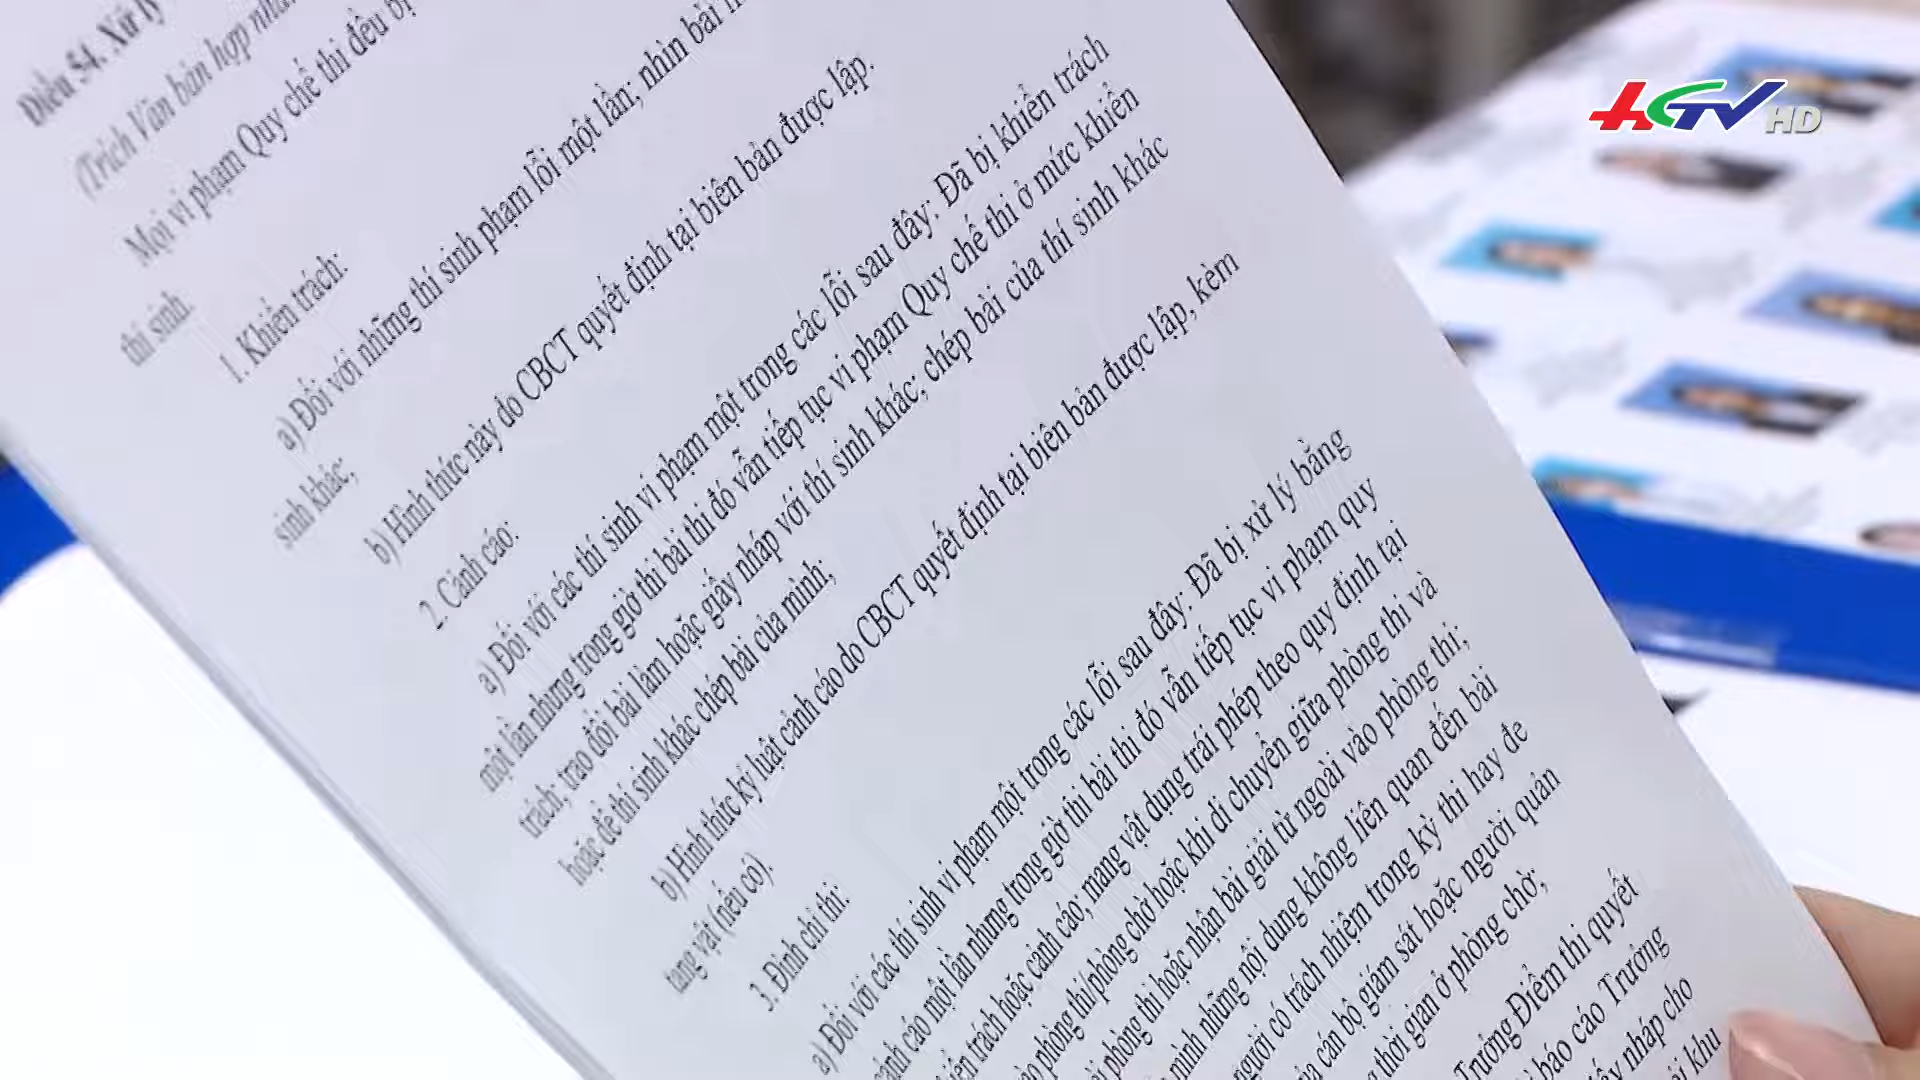 HGTV HD
Điều 54. Xử lý
(Trích Văn bản hợp nhất
Mọi vi phạm Quy chế thi đều bị
thí sinh.
1. Khiển trách:
a) Đối với những thí sinh phạm lỗi một lần; nhìn bài
sinh khác;
b) Hình thức này do CBCT quyết định tại biên bản được lập.
2. Cảnh cáo:
a) Đối với các thí sinh vi phạm một trong các lỗi sau đây: Đã bị khiển trách
một lần nhưng trong giờ thi bài thi đó vẫn tiếp tục vi phạm Quy chế thi ở mức khiển
trách; trao đổi bài làm hoặc giấy nháp với thí sinh khác; chép bài của thí sinh khác
hoặc để thí sinh khác chép bài của mình;
b) Hình thức kỷ luật cảnh cáo do CBCT quyết định tại biên bản được lập, kèm
tang vật (nếu có).
3. Đình chỉ thi:
a) Đối với các thí sinh vi phạm một trong các lỗi sau đây: Đã bị xử lý bằng
cảnh cáo một lần nhưng trong giờ thi bài thi đó vẫn tiếp tục vi phạm quy
khiển trách hoặc cảnh cáo; mang vật dụng trái phép theo quy định tại
phòng thi/phòng chờ hoặc khi di chuyển giữa phòng thi và
phòng thi hoặc nhận bài giải từ ngoài vào phòng thi;
mình những nội dung không liên quan đến bài
người có trách nhiệm trong kỳ thi hay đe
cán bộ giám sát hoặc người quản
thời gian ở phòng chờ;
Trưởng Điểm thi quyết
báo cáo Trưởng
giấy nháp cho
khu